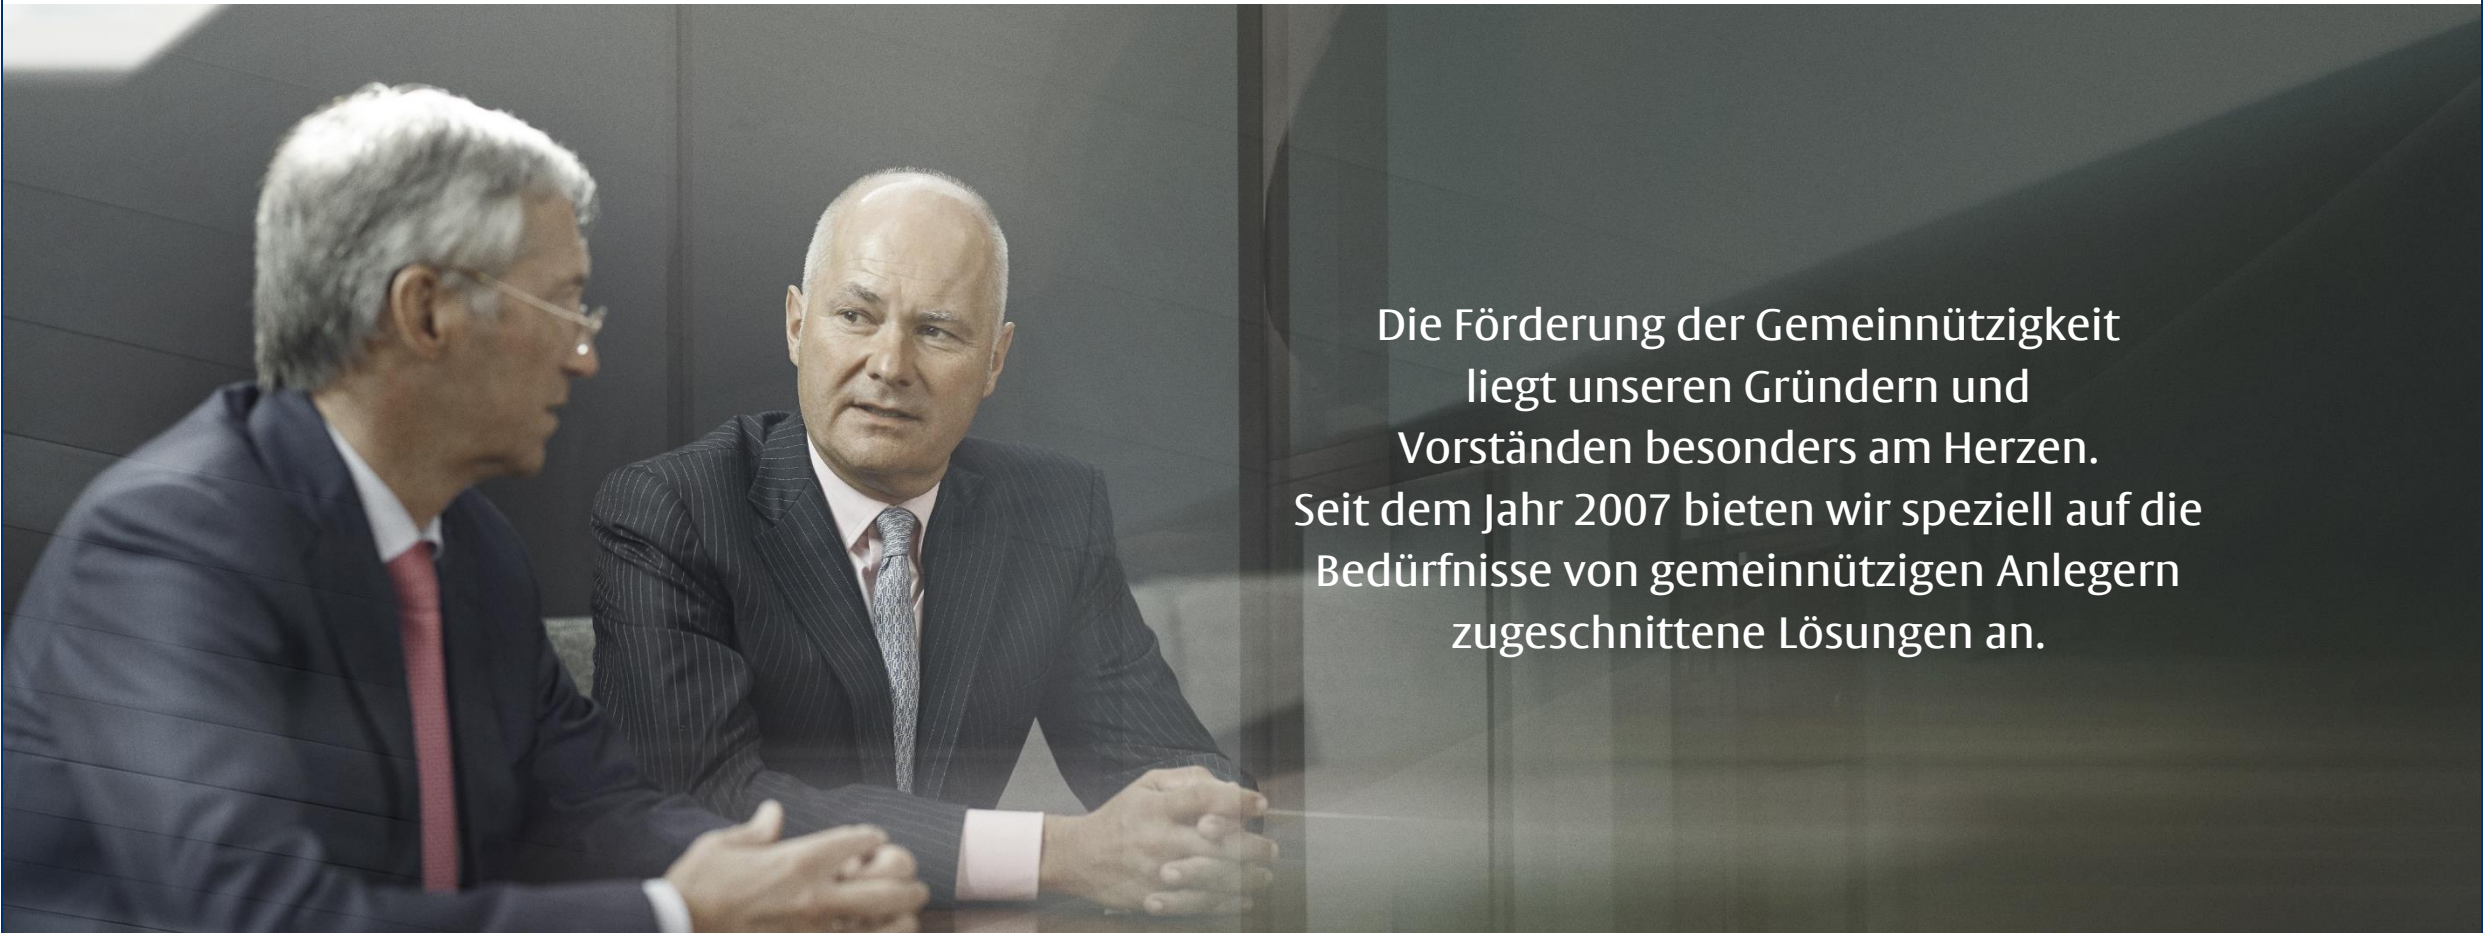 Die Förderung der Gemeinnützigkeit
liegt unseren Gründern und
Vorständen besonders am Herzen.
Seit dem Jahr 2007 bieten wir speziell auf die
Bedürfnisse von gemeinnützigen Anlegern
zugeschnittene Lösungen an.